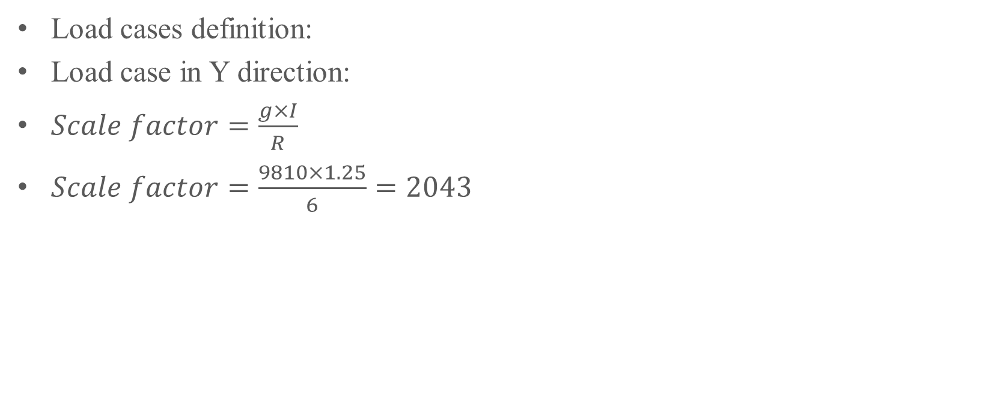 • Load cases definition:
• Load case in Y direction:
• Scale factor = g×I / R
• Scale factor = 9810×1.25 / 6 = 2043